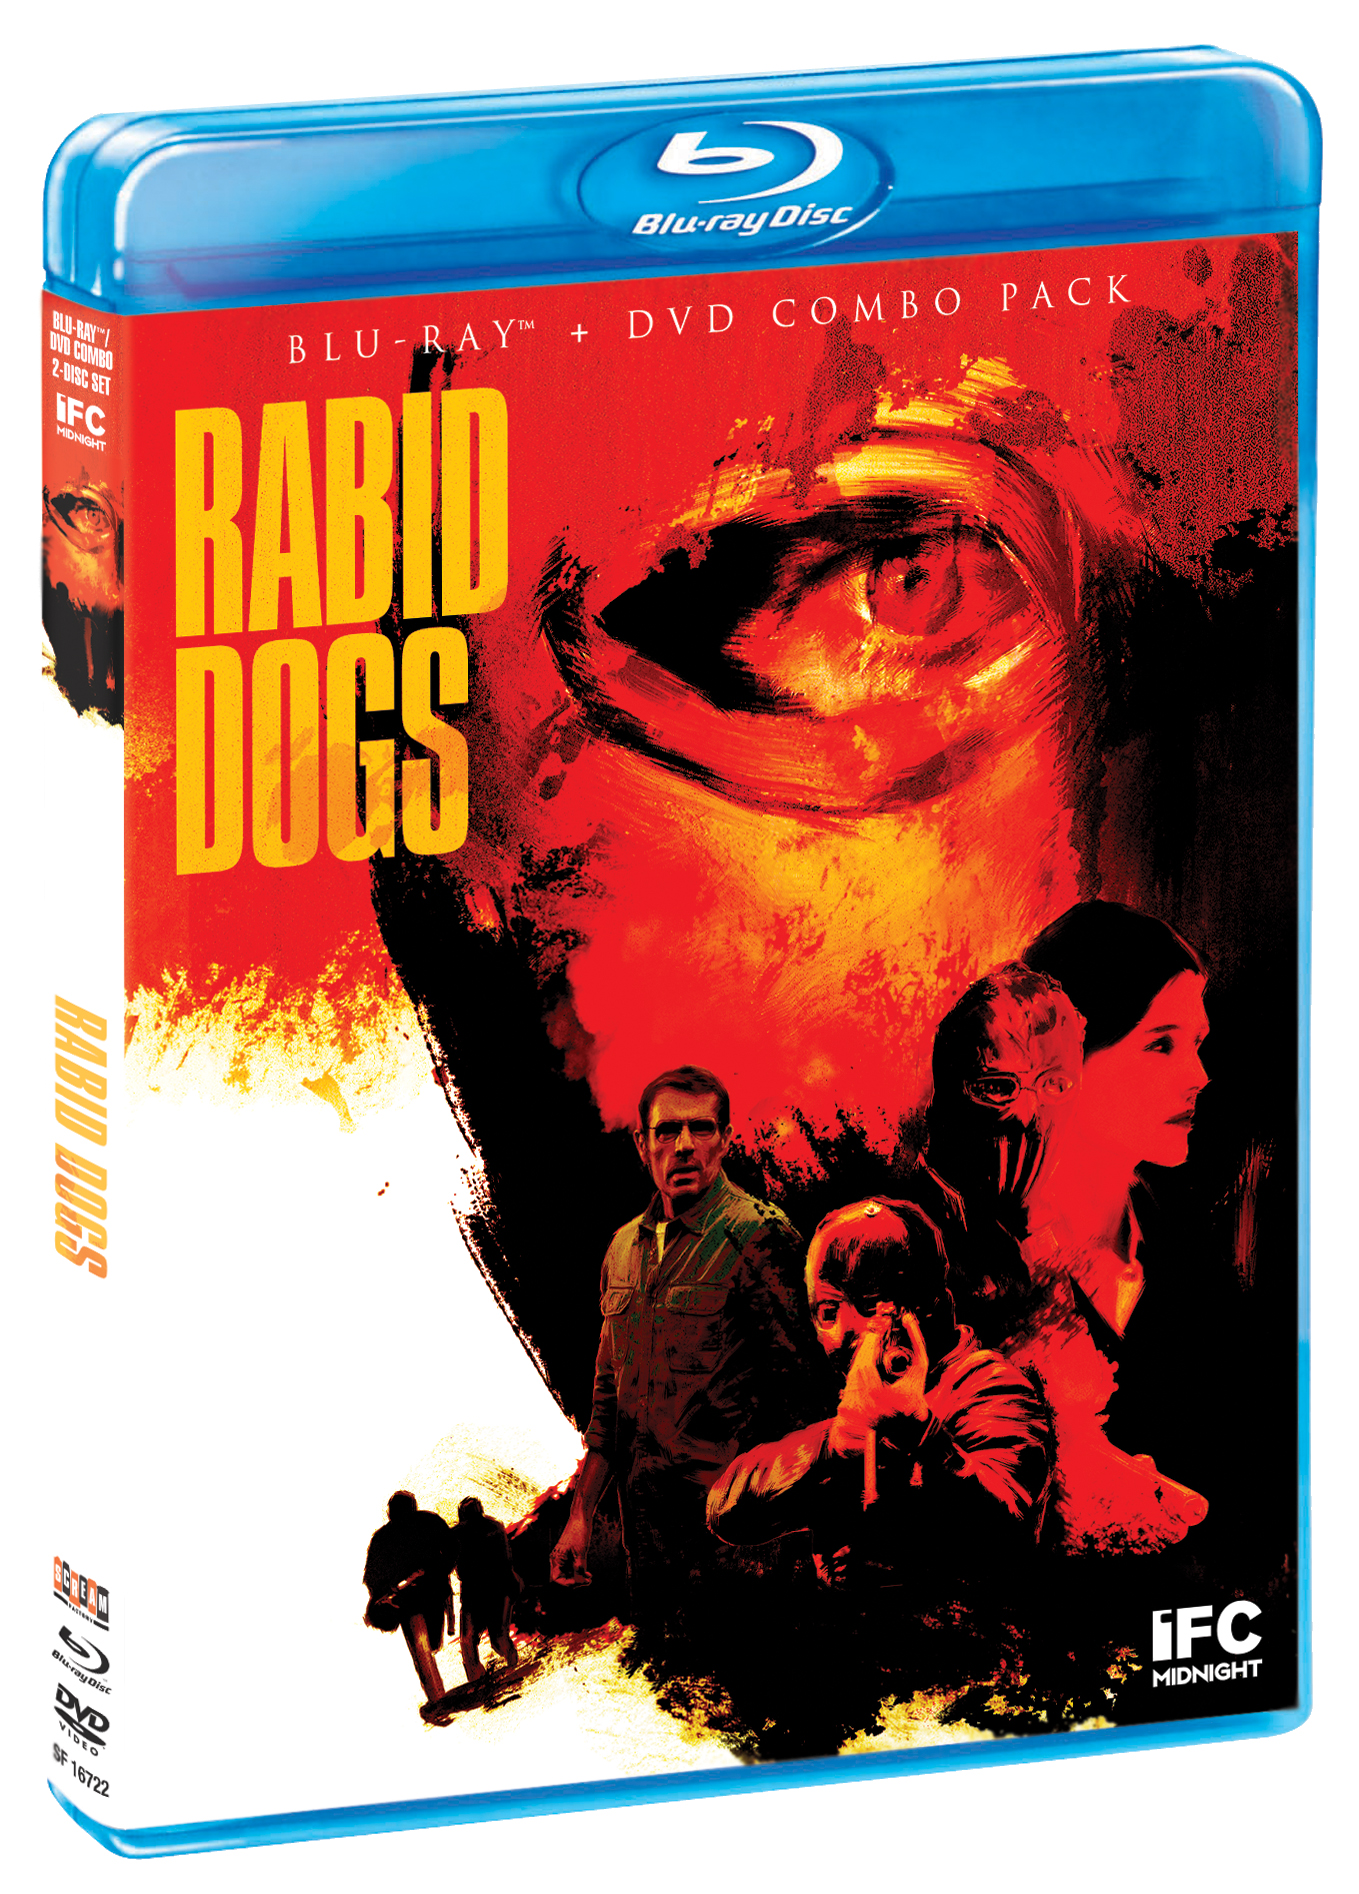 Blu-ray Disc
BLU-RAY™ + DVD COMBO PACK
RABID
DOGS
iFC
MIDNIGHT
BLU-RAY™/
DVD COMBO
2-DISC SET
iFC
MIDNIGHT
RABID DOGS
SCREAM
FACTORY
Blu-ray Disc
DVD
VIDEO
SF 16722